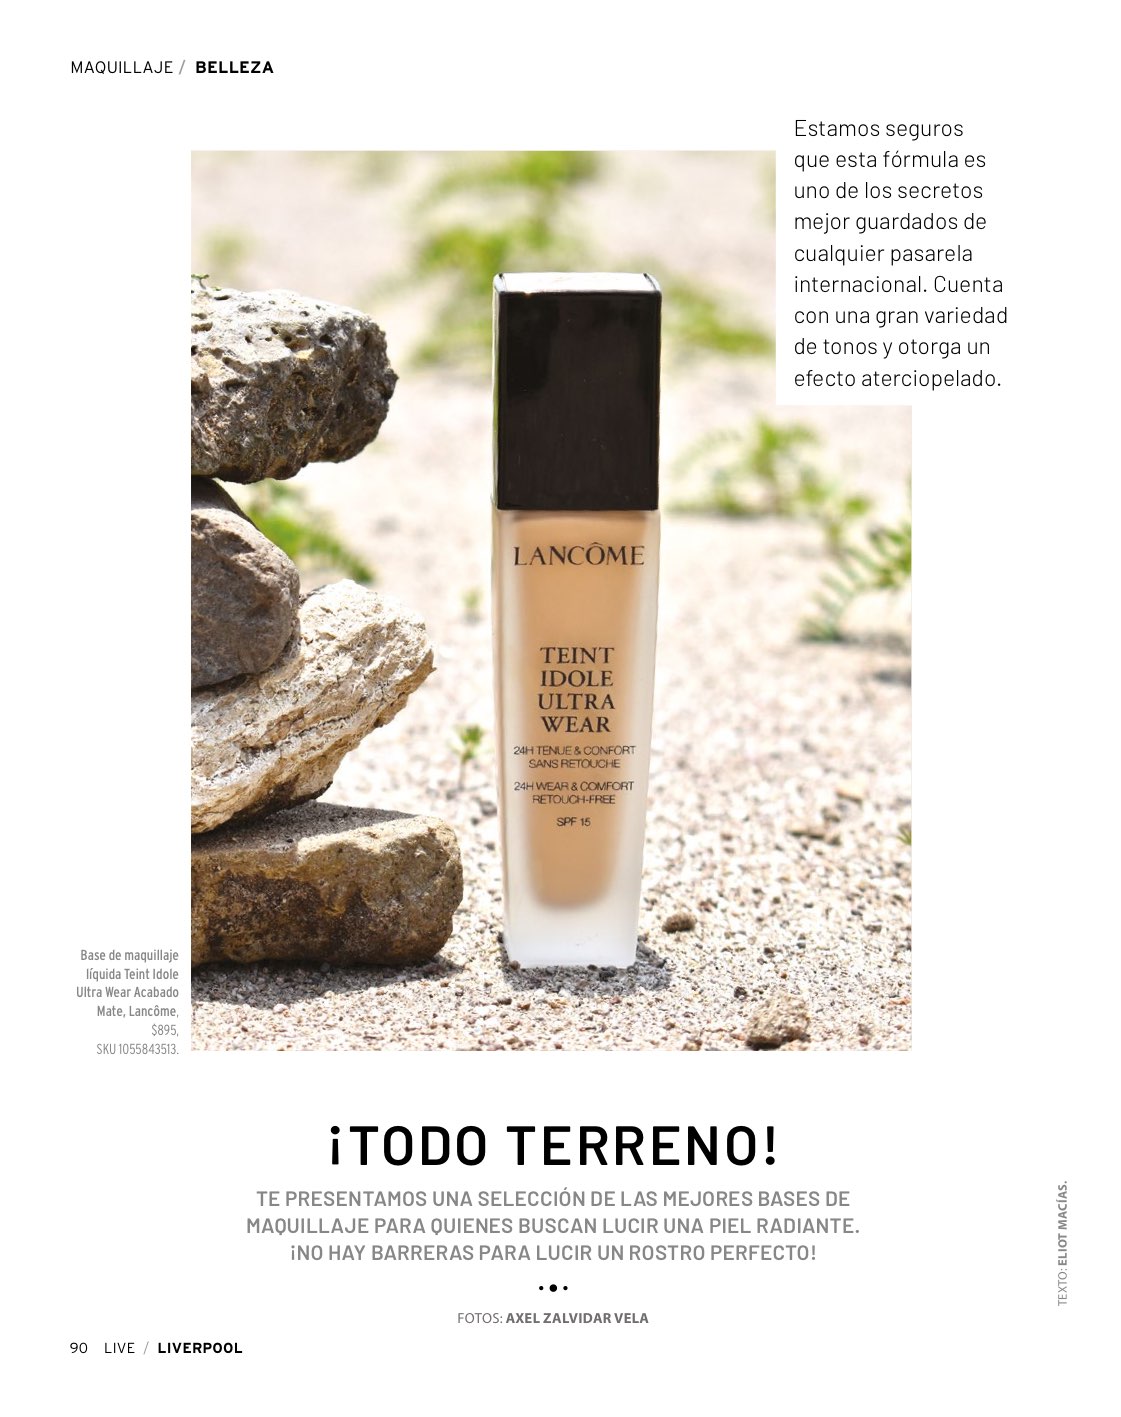 MAQUILLAJE / BELLEZA
Estamos seguros
que esta fórmula es
uno de los secretos
mejor guardados de
cualquier pasarela
internacional. Cuenta
con una gran variedad
de tonos y otorga un
efecto aterciopelado.
LANCÔME
TEINT
IDOLE
ULTRA
WEAR
24H TENUE & CONFORT
SANS RETOUCHE
24H WEAR & COMFORT
RETOUCH-FREE
SPF 15
Base de maquillaje
líquida Teint Idole
Ultra Wear Acabado
Mate, Lancôme,
$895,
SKU 1055843513.
¡TODO TERRENO!
TE PRESENTAMOS UNA SELECCIÓN DE LAS MEJORES BASES DE
MAQUILLAJE PARA QUIENES BUSCAN LUCIR UNA PIEL RADIANTE.
¡NO HAY BARRERAS PARA LUCIR UN ROSTRO PERFECTO!
FOTOS: AXEL ZALVIDAR VELA
TEXTO: ELIOT MACÍAS.
90 LIVE / LIVERPOOL